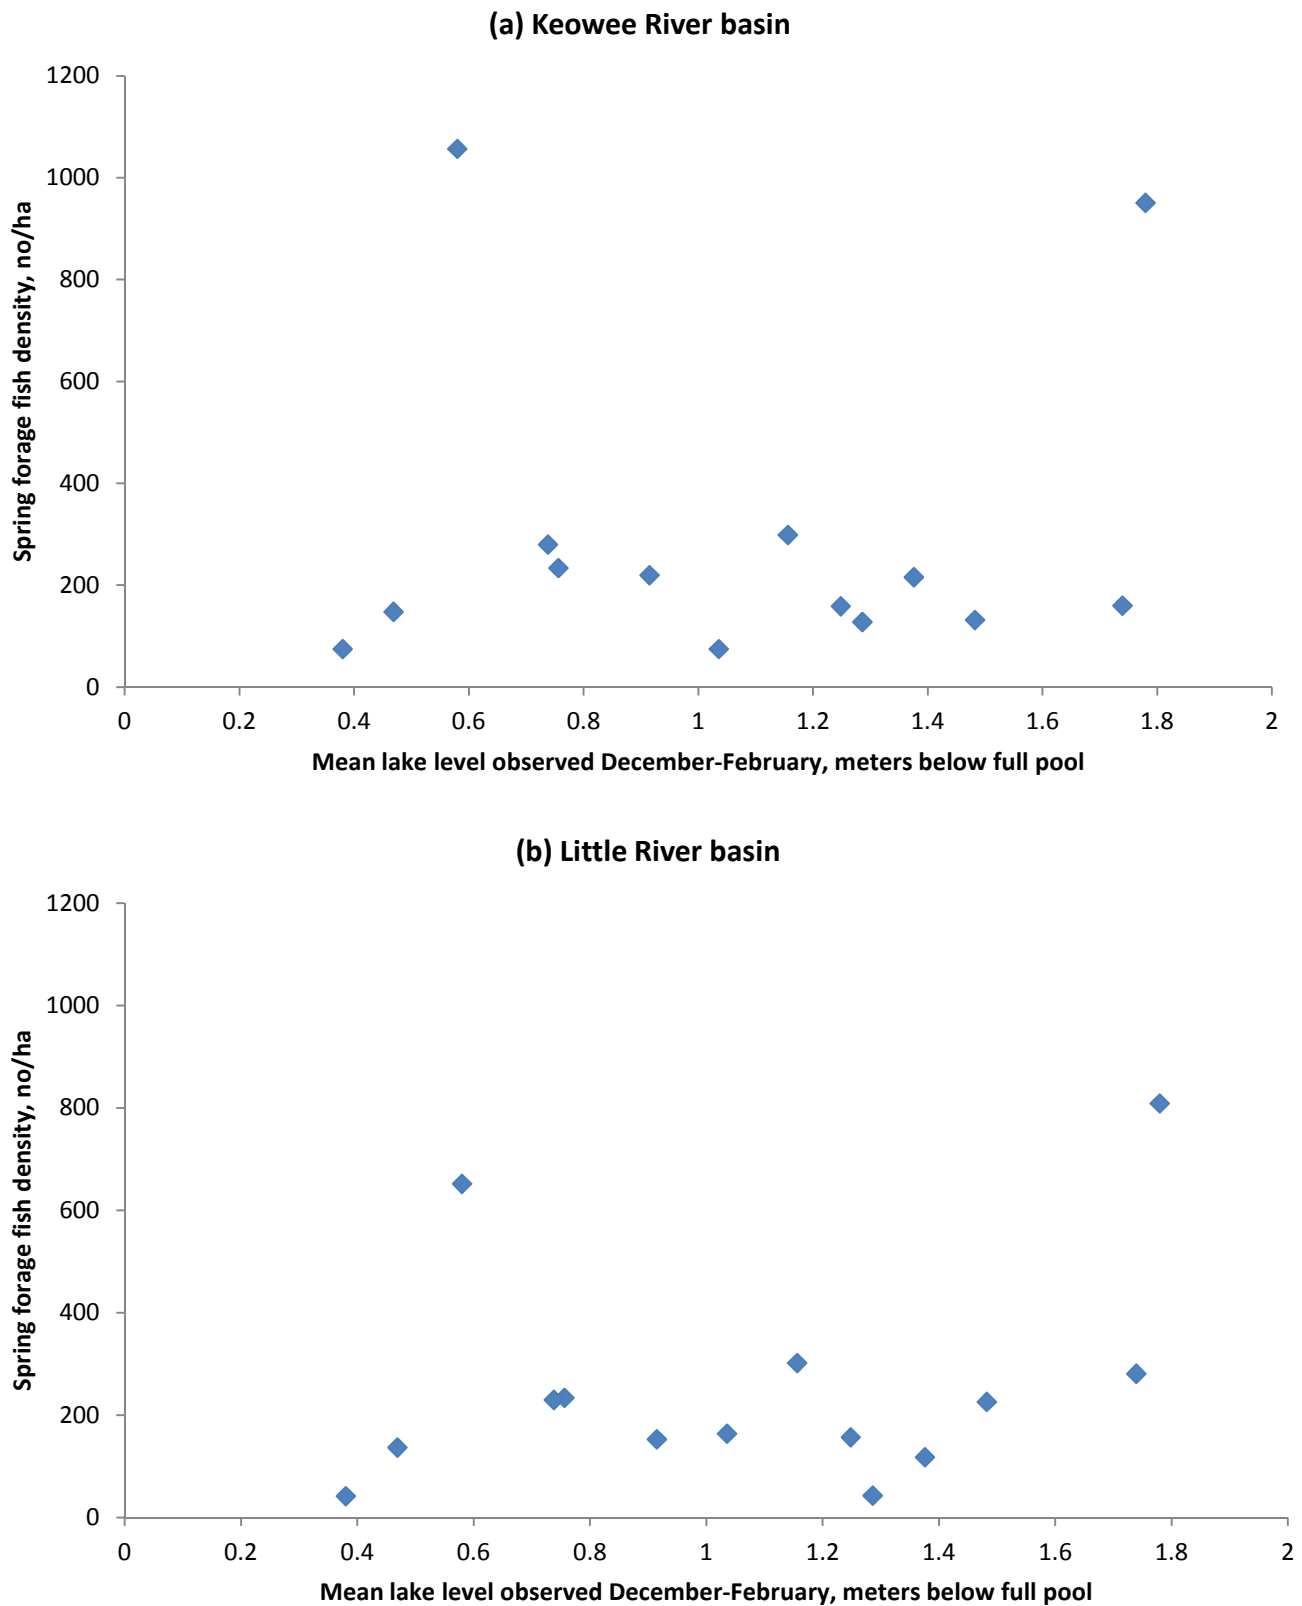 (a) Keowee River basin
1200
1000
800
600
400
200
0
Spring forage fish density, no/ha
0 0.2 0.4 0.6 0.8 1 1.2 1.4 1.6 1.8 2
Mean lake level observed December-February, meters below full pool
(b) Little River basin
1200
1000
800
600
400
200
0
Spring forage fish density, no/ha
0 0.2 0.4 0.6 0.8 1 1.2 1.4 1.6 1.8 2
Mean lake level observed December-February, meters below full pool